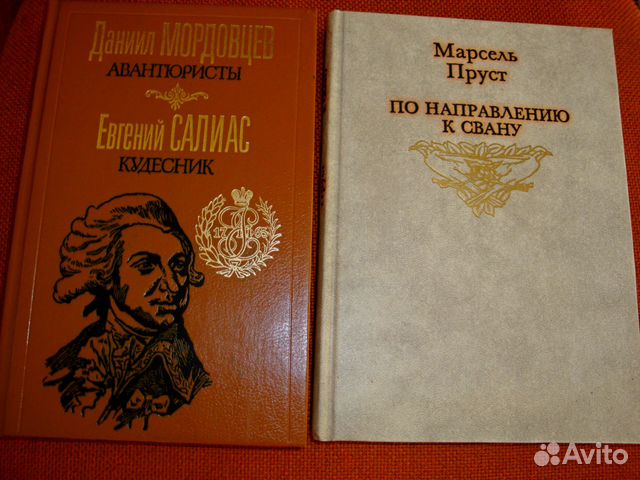 Даниил МОРДОВЦЕВ
АВАНТЮРИСТЫ
Евгений САЛИАС
КУДЕСНИК
Марсель
Пруст
ПО НАПРАВЛЕНИЮ
К СВАНУ
Avito